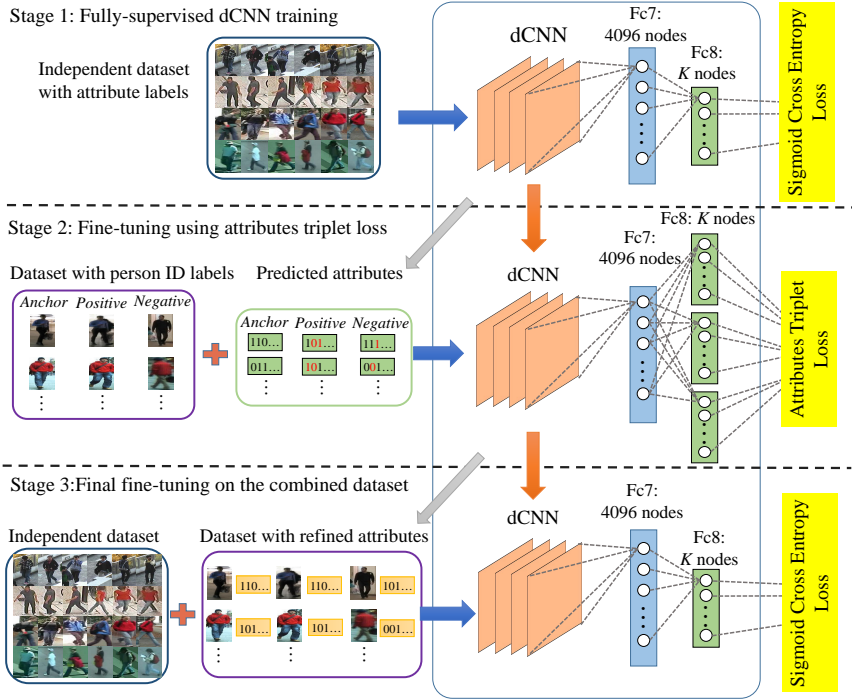 Stage 1: Fully-supervised dCNN training
Independent dataset
with attribute labels
dCNN
Fc7:
4096 nodes
Fc8:
K nodes
Sigmoid Cross Entropy
Loss
Stage 2: Fine-tuning using attributes triplet loss
Dataset with person ID labels
Anchor Positive Negative
Predicted attributes
Anchor Positive Negative
110... 101... 111...
011... 101... 001...
dCNN
Fc7:
4096 nodes
Fc8: K nodes
Attributes Triplet
Loss
Stage 3:Final fine-tuning on the combined dataset
Independent dataset
Dataset with refined attributes
110... 110... 101...
101... 101... 001...
dCNN
Fc7:
4096 nodes
Fc8:
K nodes
Sigmoid Cross Entropy
Loss